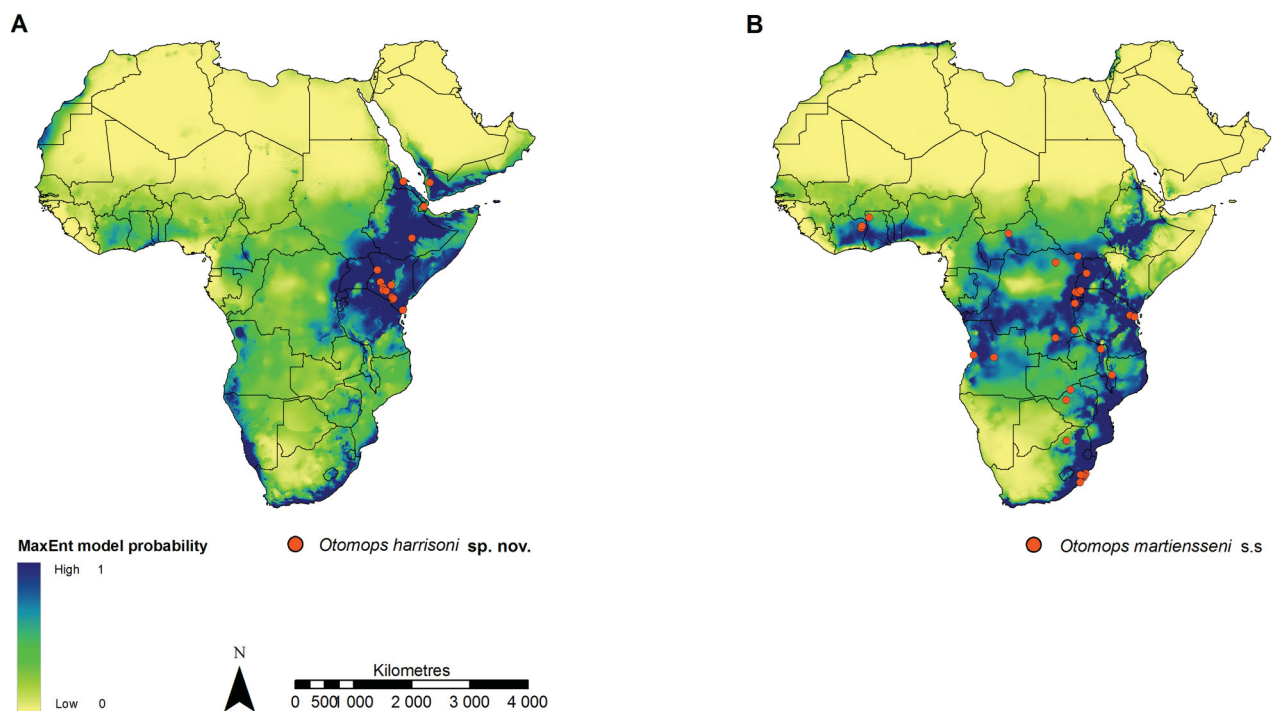 A
B
MaxEnt model probability
High 1
Low 0
Otomops harrisoni sp. nov.
Otomops martiensseni s.s
N
Kilometres
0 500 1 000 2 000 3 000 4 000